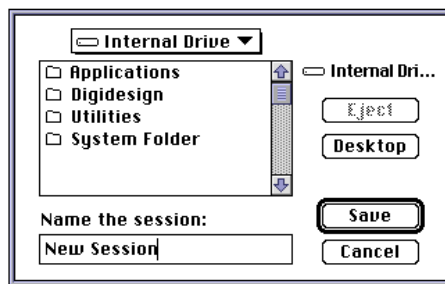 Internal Drive
Applications
Digidesign
Utilities
System Folder
Internal Dri...
Eject
Desktop
Name the session:
New Session
Save
Cancel